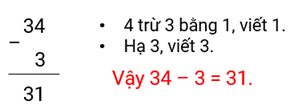 34
−
3
31
• 4 trừ 3 bằng 1, viết 1.
• Hạ 3, viết 3.
Vậy 34 – 3 = 31.